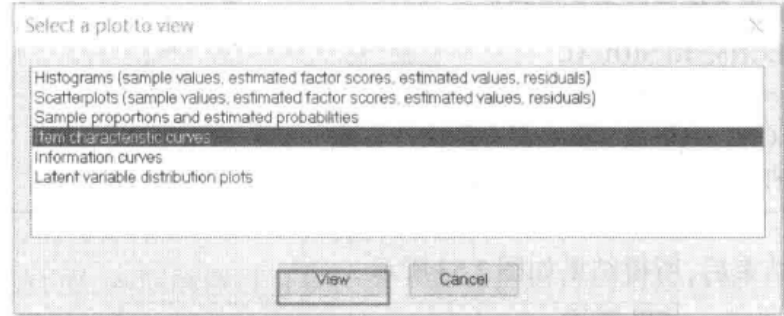 Select a plot to view
Histograms (sample values, estimated factor scores, estimated values, residuals)
Scatterplots (sample values, estimated factor scores, estimated values, residuals)
Sample proportions and estimated probabilities
Item characteristic curves
Information curves
Latent variable distribution plots
View
Cancel